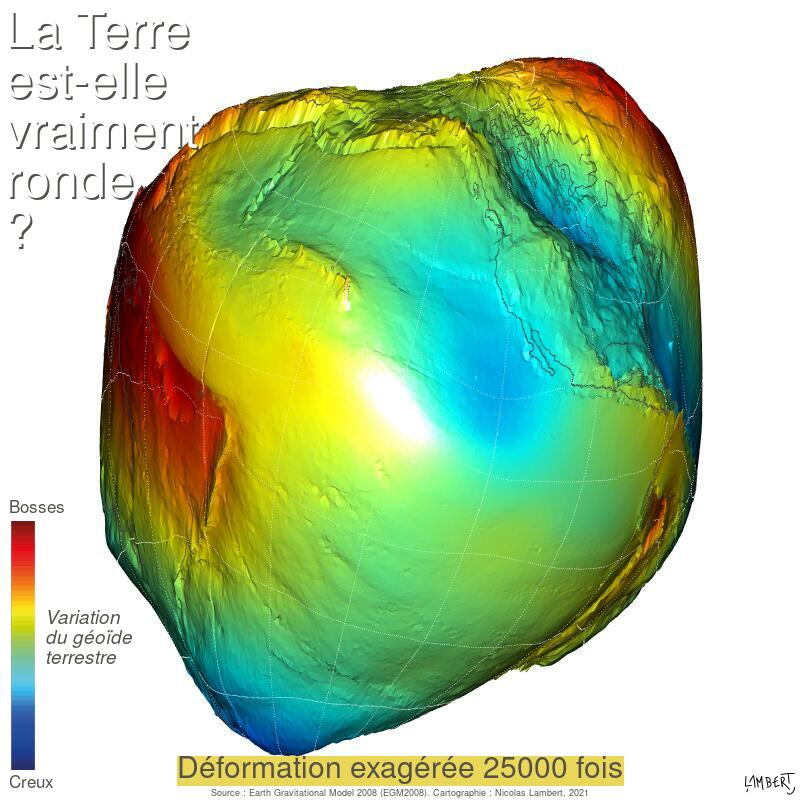 La Terre
est-elle
vraiment
ronde
?
Bosses
Variation
du géoïde
terrestre
Creux
Déformation exagérée 25000 fois
Source : Earth Gravitational Model 2008 (EGM2008). Cartographie : Nicolas Lambert, 2021
LAMBERT